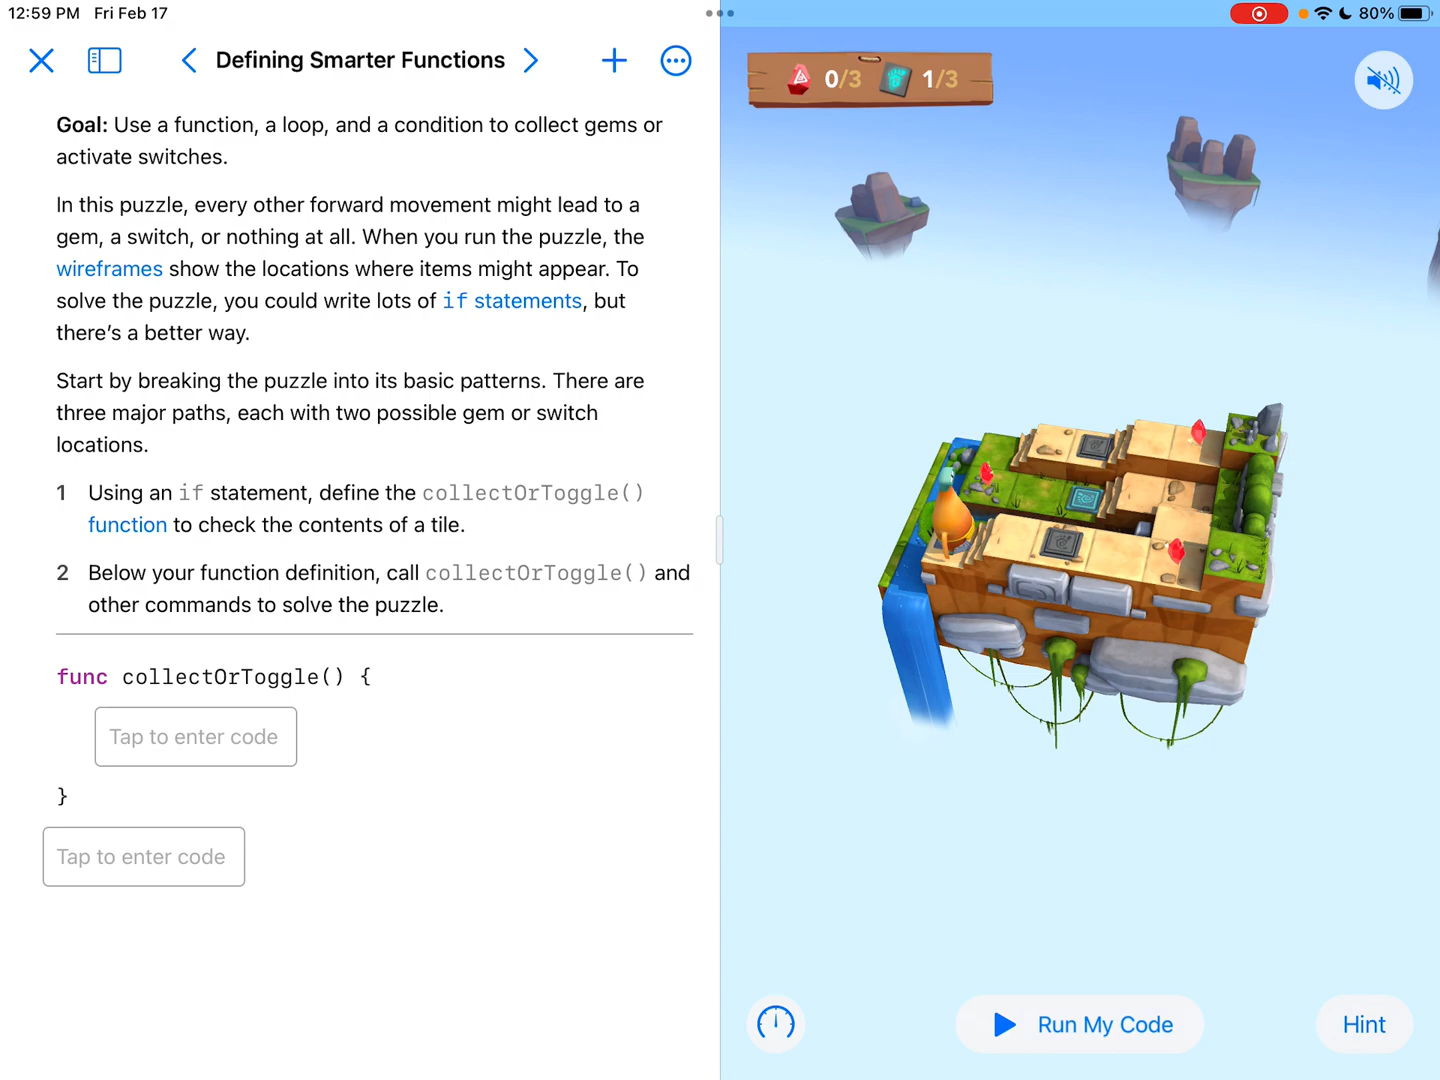 12:59 PM Fri Feb 17
80%
Defining Smarter Functions
Goal: Use a function, a loop, and a condition to collect gems or
activate switches.
In this puzzle, every other forward movement might lead to a
gem, a switch, or nothing at all. When you run the puzzle, the
wireframes show the locations where items might appear. To
solve the puzzle, you could write lots of if statements, but
there’s a better way.
Start by breaking the puzzle into its basic patterns. There are
three major paths, each with two possible gem or switch
locations.
1 Using an if statement, define the collectOrToggle()
function to check the contents of a tile.
2 Below your function definition, call collectOrToggle() and
other commands to solve the puzzle.
func collectOrToggle() {
Tap to enter code
}
Tap to enter code
0/3 1/3
Run My Code
Hint